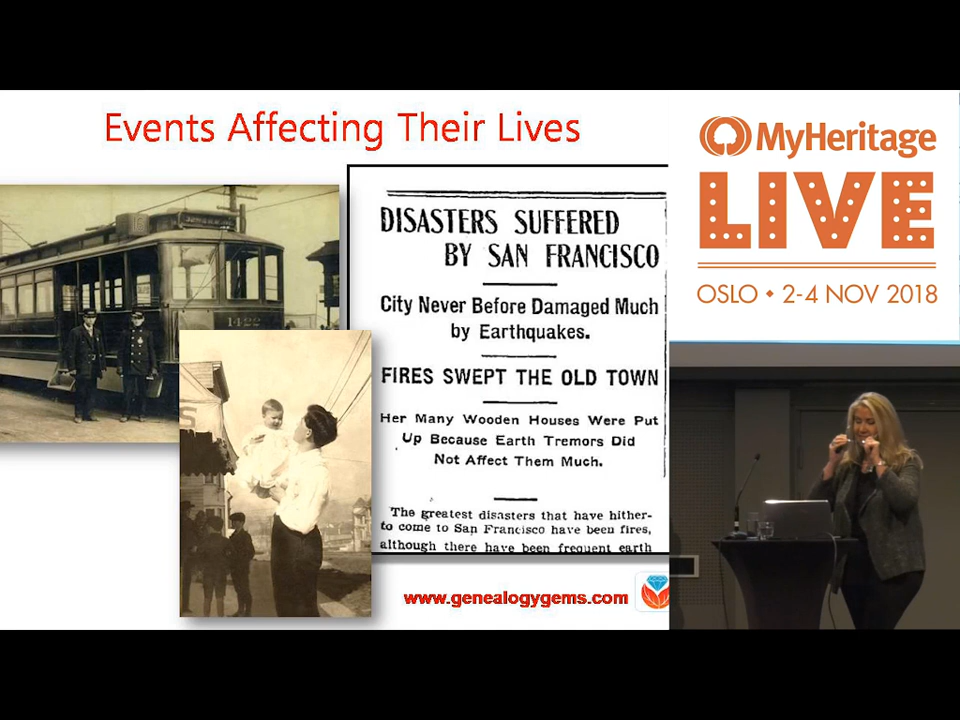 Events Affecting Their Lives
1422
S
DISASTERS SUFFERED
BY SAN FRANCISCO
City Never Before Damaged Much
by Earthquakes.
FIRES SWEPT THE OLD TOWN
Her Many Wooden Houses Were Put
Up Because Earth Tremors Did
Not Affect Them Much.
The greatest disasters that have hither-
to come to San Francisco have been fires,
although there have been frequent earth
www.genealogygems.com
MyHeritage
LIVE
OSLO • 2-4 NOV 2018